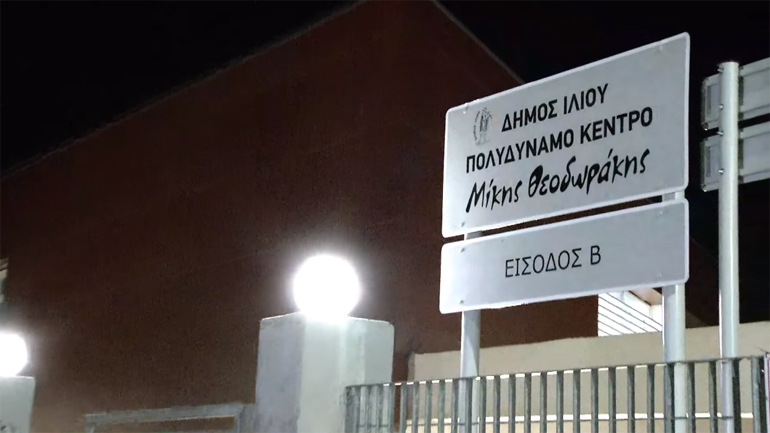 ΔΗΜΟΣ ΙΛΙΟΥ
ΠΟΛΥΔΥΝΑΜΟ ΚΕΝΤΡΟ
Μίκης Θεοδωράκης
ΕΙΣΟΔΟΣ Β